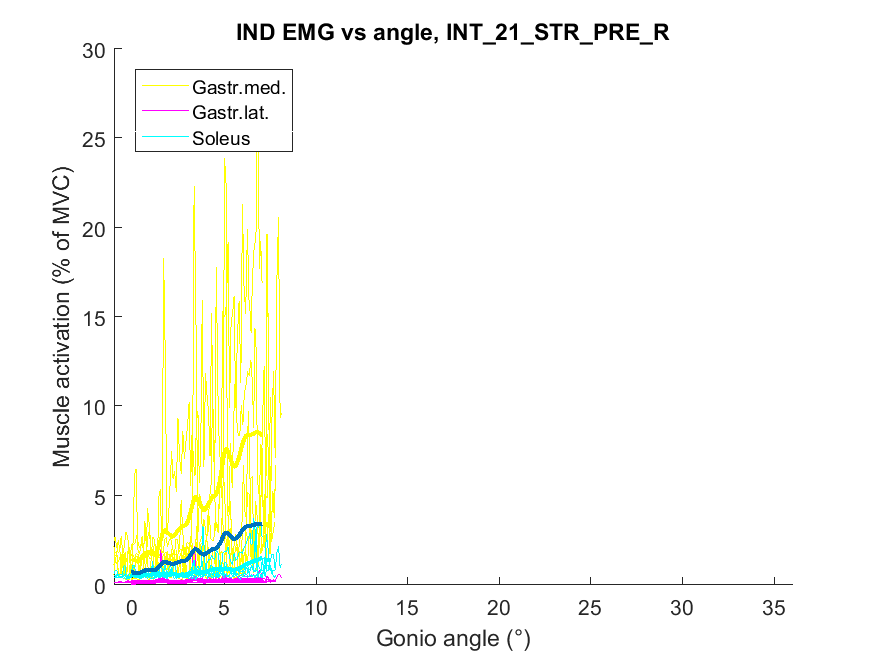 IND EMG vs angle, INT_21_STR_PRE_R
30
25
20
15
10
5
0
Muscle activation (% of MVC)
Gastr.med.
Gastr.lat.
Soleus
0 5 10 15 20 25 30 35
Gonio angle (°)